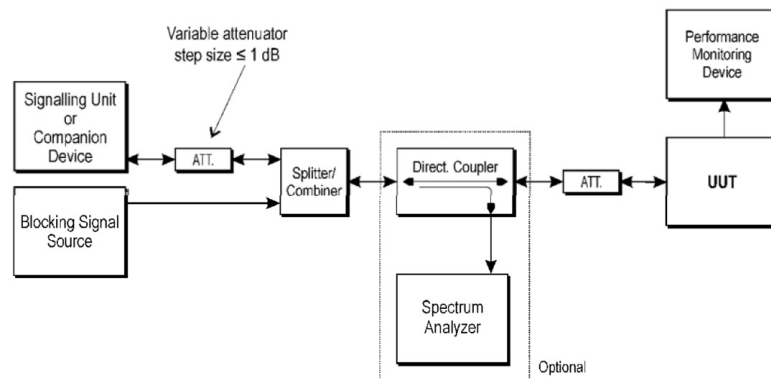 Variable attenuator
step size ≤ 1 dB
Performance
Monitoring
Device
Signalling Unit
or
Companion
Device
ATT.
Splitter/
Combiner
Direct. Coupler
ATT.
UUT
Blocking Signal
Source
Spectrum
Analyzer
Optional